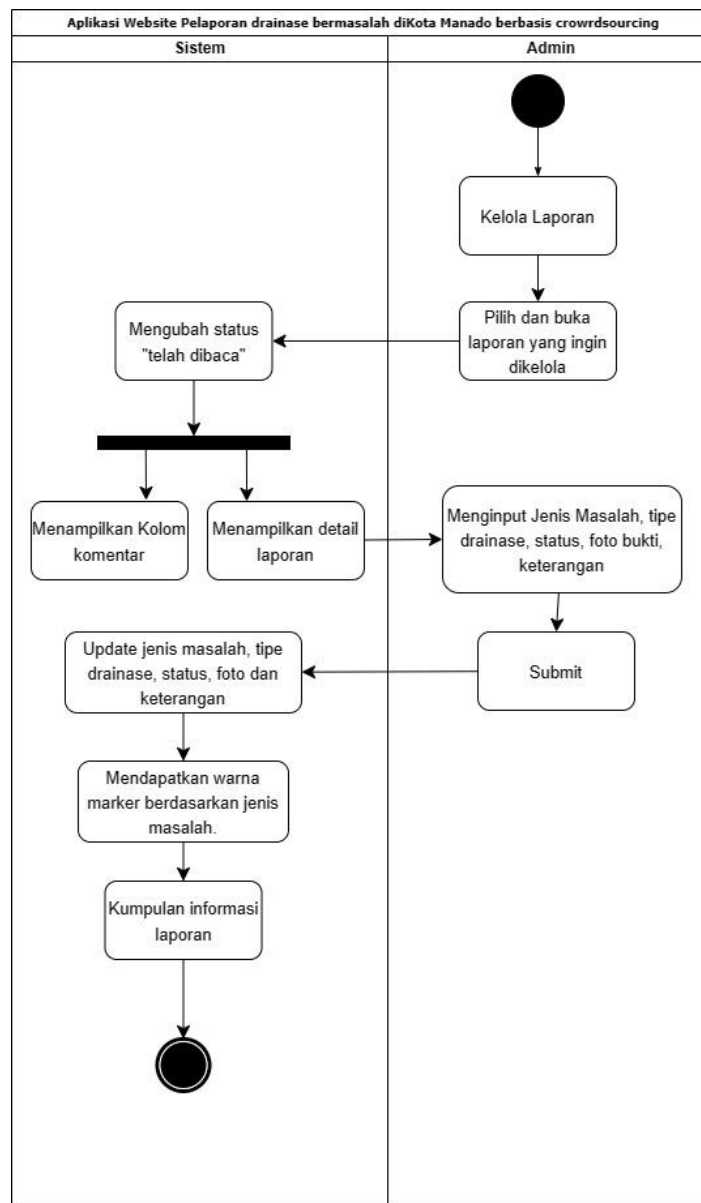 Aplikasi Website Pelaporan drainase bermasalah diKota Manado berbasis crowrdsourcing
Sistem
Admin
Kelola Laporan
Pilih dan buka
laporan yang ingin
dikelola
Mengubah status
"telah dibaca"
Menampilkan Kolom
komentar
Menampilkan detail
laporan
Menginput Jenis Masalah, tipe
drainase, status, foto bukti,
keterangan
Submit
Update jenis masalah, tipe
drainase, status, foto dan
keterangan
Mendapatkan warna
marker berdasarkan jenis
masalah.
Kumpulan informasi
laporan